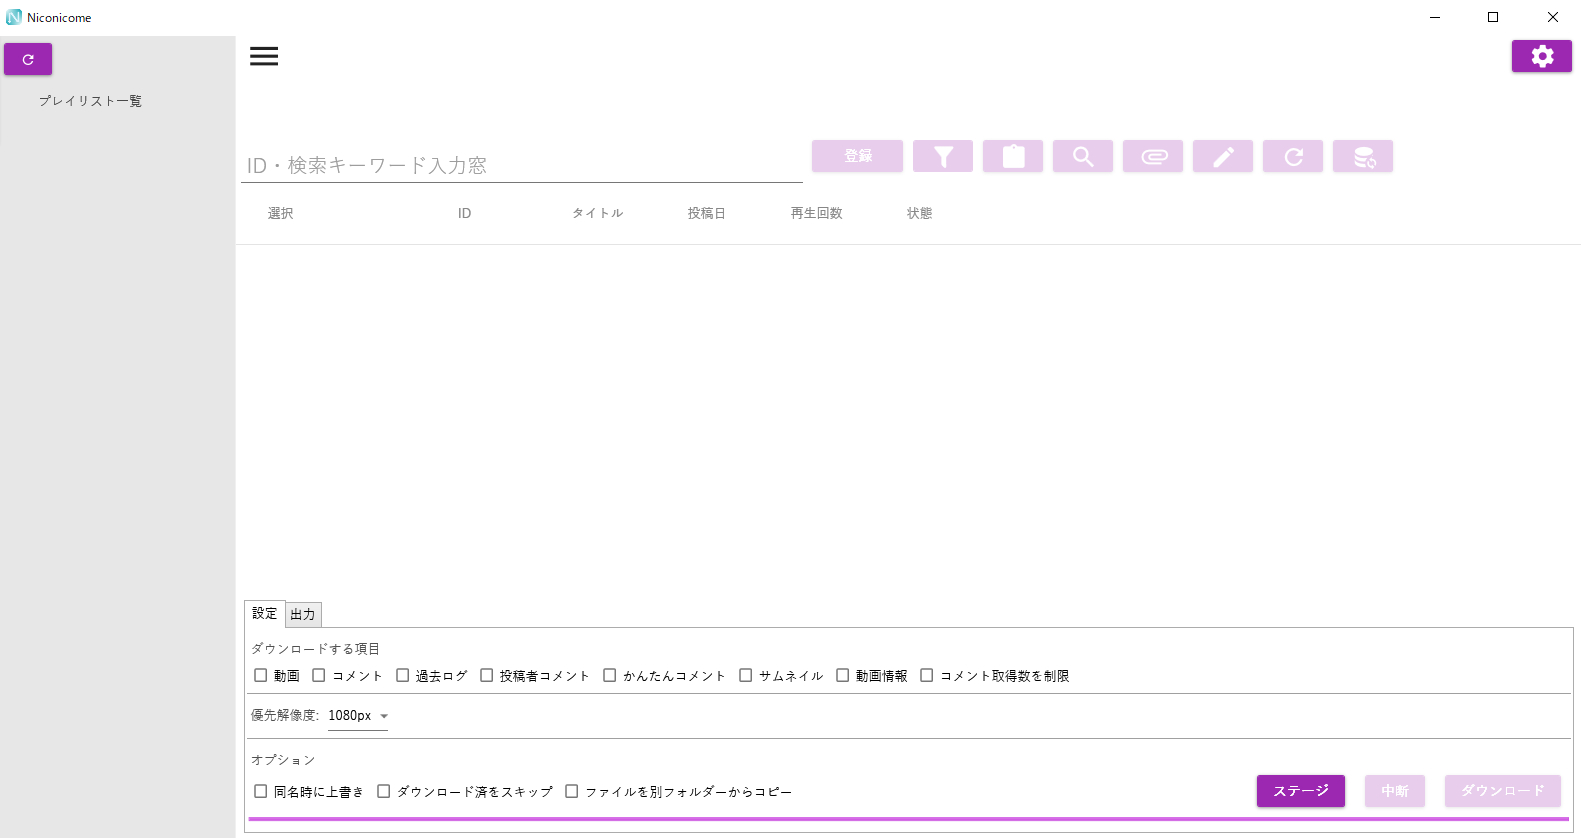 Niconicome
プレイリスト一覧
ID・検索キーワード入力窓
登録
選択 ID タイトル 投稿日 再生回数 状態
設定 出力
ダウンロードする項目
動画 コメント 過去ログ 投稿者コメント かんたんコメント サムネイル 動画情報 コメント取得数を制限
優先解像度: 1080px
オプション
同名時に上書き ダウンロード済をスキップ ファイルを別フォルダーからコピー
ステージ 中断 ダウンロード